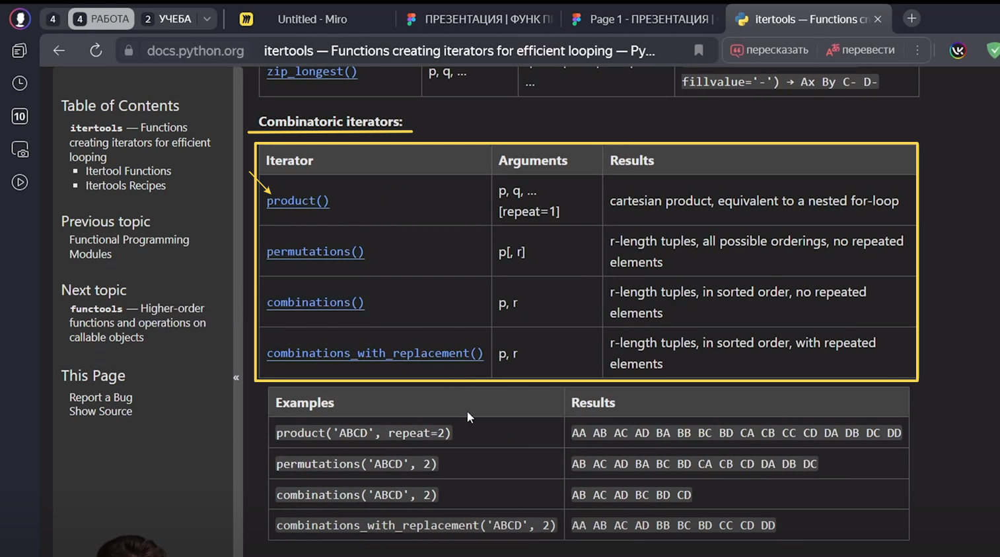 4
4 РАБОТА
2 УЧЕБА
Untitled - Miro
ПРЕЗЕНТАЦИЯ | ФУНК П
Page 1 - ПРЕЗЕНТАЦИЯ |
itertools — Functions cr
docs.python.org
itertools — Functions creating iterators for efficient looping — Py...
пересказать
перевести
10
Table of Contents
itertools — Functions
creating iterators for efficient
looping
Itertool Functions
Itertools Recipes
Previous topic
Functional Programming
Modules
Next topic
functools — Higher-order
functions and operations on
callable objects
This Page
Report a Bug
Show Source
«
zip_longest()
p, q, ...
...
fillvalue='-') → Ax By C- D-
Combinatoric iterators:
Iterator Arguments Results
product()
p, q, ...
[repeat=1]
cartesian product, equivalent to a nested for-loop
permutations()
p[, r]
r-length tuples, all possible orderings, no repeated
elements
combinations()
p, r
r-length tuples, in sorted order, no repeated
elements
combinations_with_replacement()
p, r
r-length tuples, in sorted order, with repeated
elements
Examples Results
product('ABCD', repeat=2) AA AB AC AD BA BB BC BD CA CB CC CD DA DB DC DD
permutations('ABCD', 2) AB AC AD BA BC BD CA CB CD DA DB DC
combinations('ABCD', 2) AB AC AD BC BD CD
combinations_with_replacement('ABCD', 2) AA AB AC AD BB BC BD CC CD DD